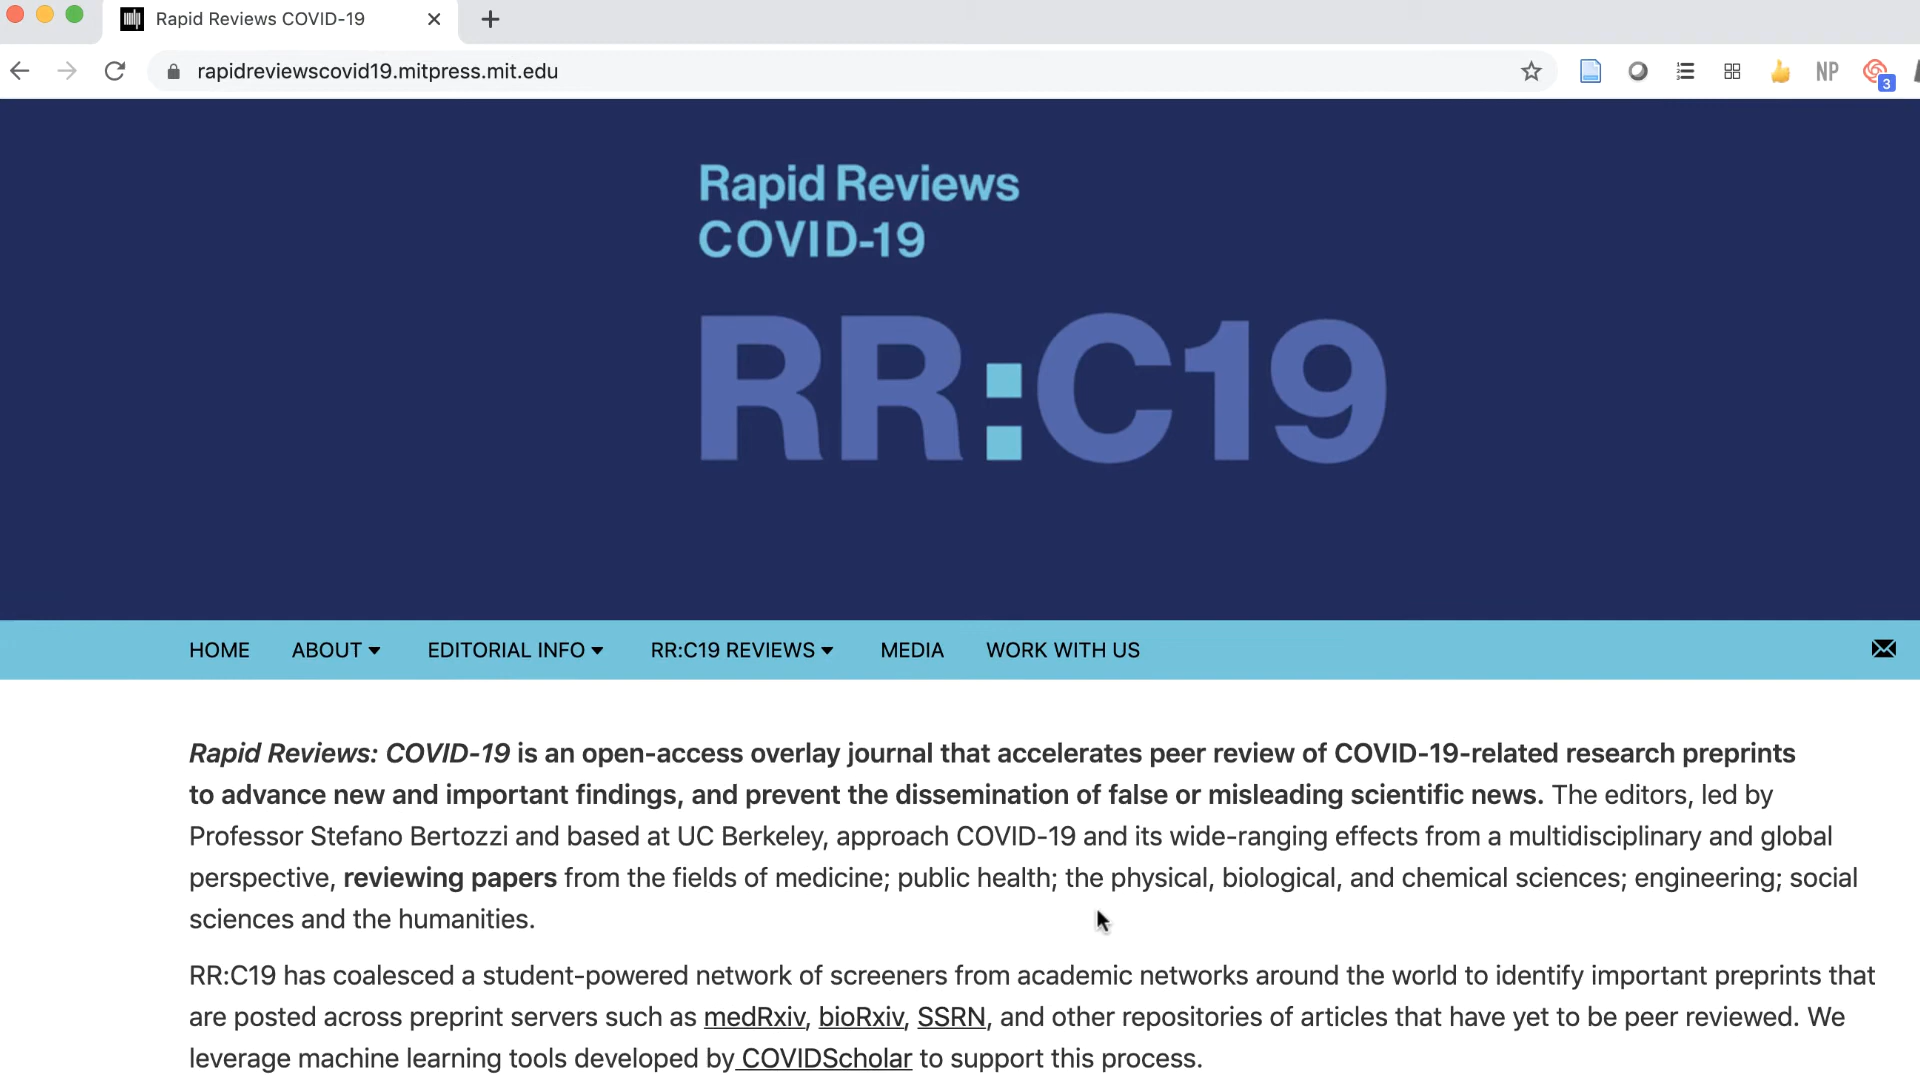 Rapid Reviews COVID-19
rapidreviewscovid19.mitpress.mit.edu
NP
3
Rapid Reviews
COVID-19
RR:C19
HOME ABOUT EDITORIAL INFO RR:C19 REVIEWS MEDIA WORK WITH US
Rapid Reviews: COVID-19 is an open-access overlay journal that accelerates peer review of COVID-19-related research preprints
to advance new and important findings, and prevent the dissemination of false or misleading scientific news. The editors, led by
Professor Stefano Bertozzi and based at UC Berkeley, approach COVID-19 and its wide-ranging effects from a multidisciplinary and global
perspective, reviewing papers from the fields of medicine; public health; the physical, biological, and chemical sciences; engineering; social
sciences and the humanities.
RR:C19 has coalesced a student-powered network of screeners from academic networks around the world to identify important preprints that
are posted across preprint servers such as medRxiv, bioRxiv, SSRN, and other repositories of articles that have yet to be peer reviewed. We
leverage machine learning tools developed by COVIDScholar to support this process.